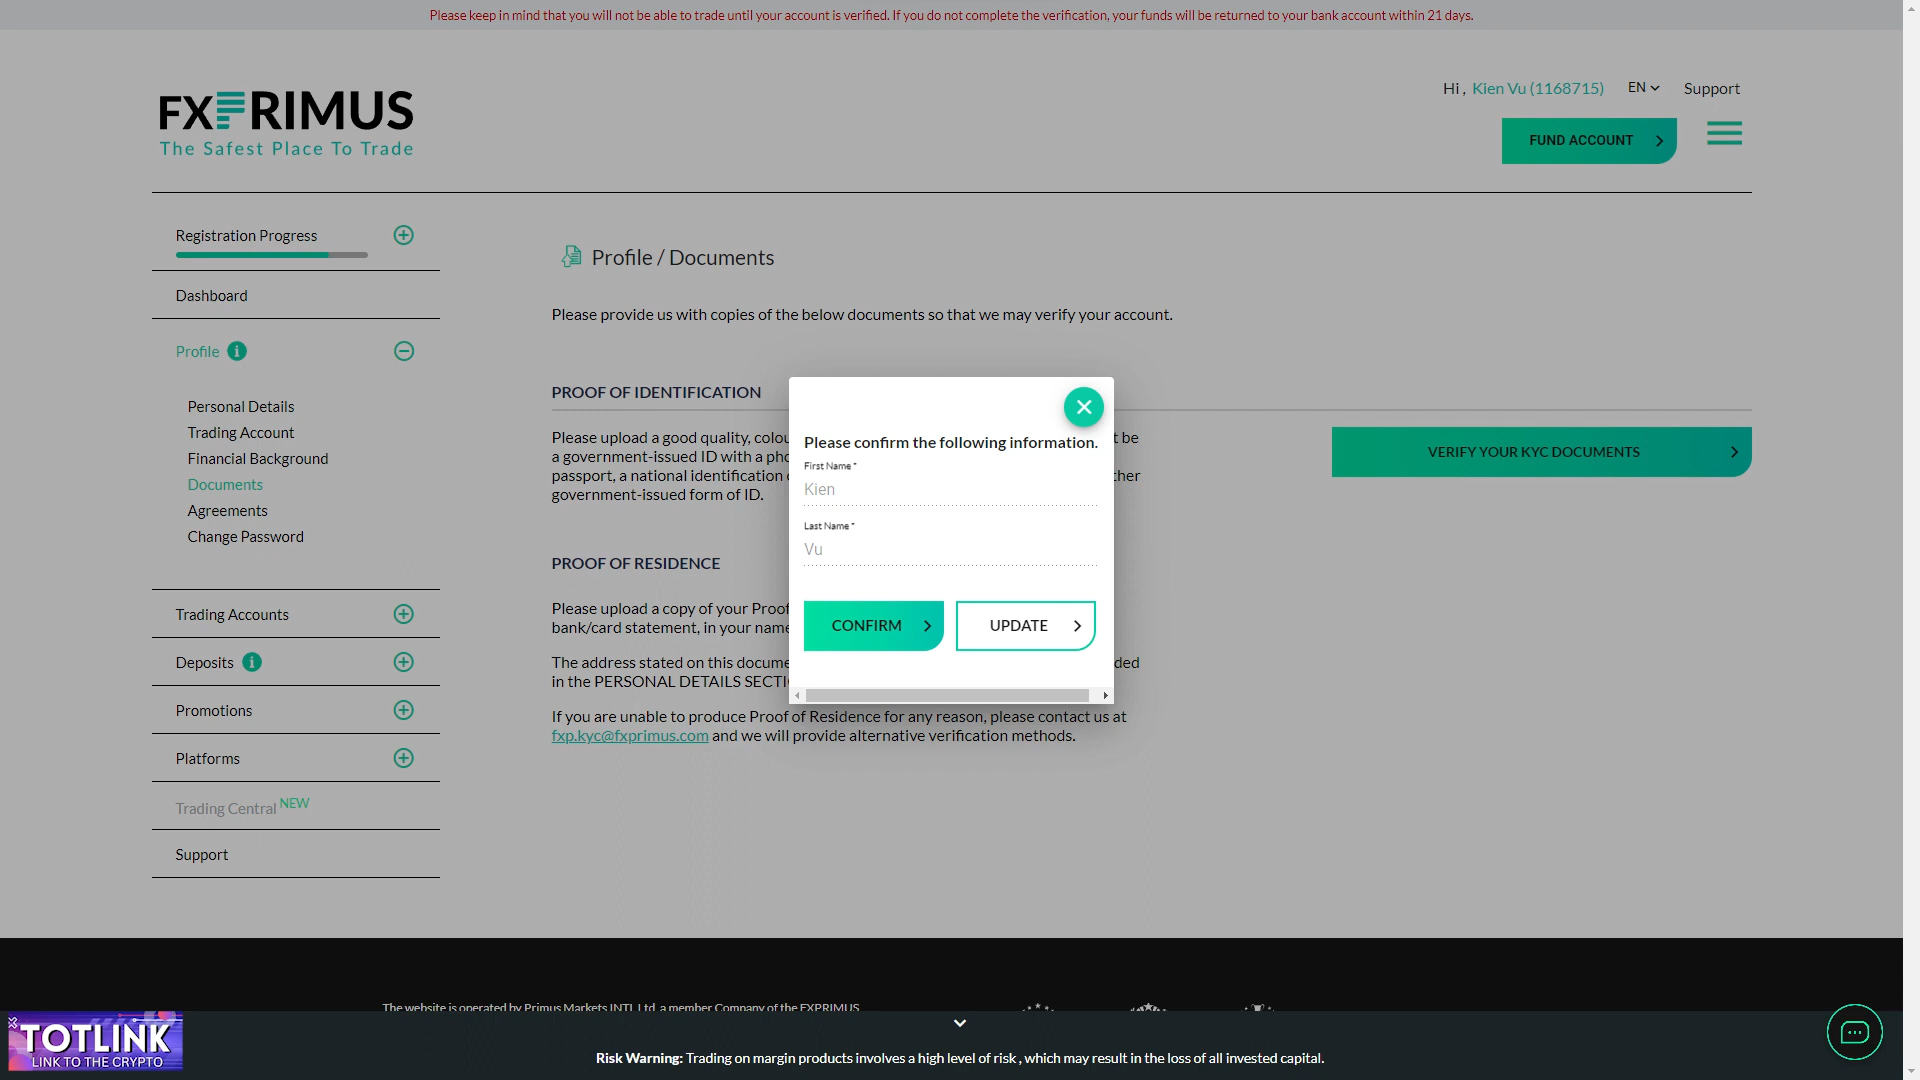 Please keep in mind that you will not be able to trade until your account is verified. If you do not complete the verification, your funds will be returned to your bank account within 21 days.
FXPRIMUS
The Safest Place To Trade
Hi , Kien Vu (1168715)
EN
Support
FUND ACCOUNT
Registration Progress
Dashboard
Profile
Personal Details
Trading Account
Financial Background
Documents
Agreements
Change Password
Trading Accounts
Deposits
Promotions
Platforms
Trading Central NEW
Support
Profile / Documents
Please provide us with copies of the below documents so that we may verify your account.
PROOF OF IDENTIFICATION
Please upload a good quality, colou
t be
a government-issued ID with a pho
passport, a national identification
ther
government-issued form of ID.
VERIFY YOUR KYC DOCUMENTS
PROOF OF RESIDENCE
Please upload a copy of your Proof
bank/card statement, in your name
The address stated on this docume
ded
in the PERSONAL DETAILS SECTI
If you are unable to produce Proof of Residence for any reason, please contact us at
fxp.kyc@fxprimus.com and we will provide alternative verification methods.
Please confirm the following information.
First Name *
Kien
Last Name *
Vu
CONFIRM
UPDATE
The website is operated by Primus Markets INTL Ltd, a member Company of the FXPRIMUS
Risk Warning: Trading on margin products involves a high level of risk , which may result in the loss of all invested capital.
TOTLINK
LINK TO THE CRYPTO